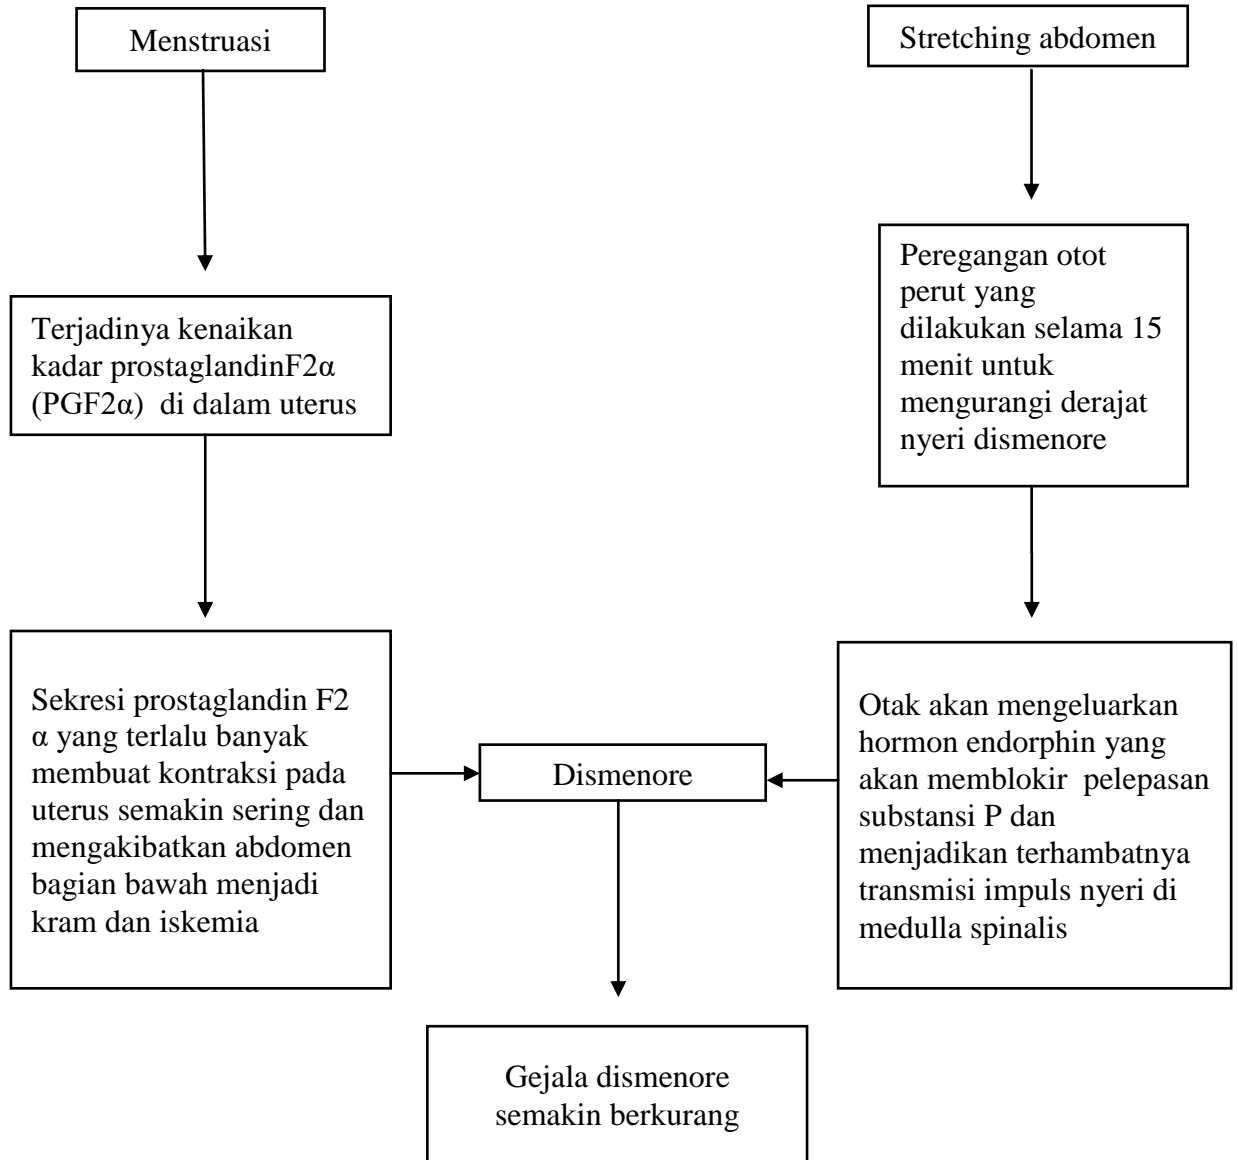 Menstruasi
Stretching abdomen
Terjadinya kenaikan
kadar prostaglandinF2α
(PGF2α) di dalam uterus
Peregangan otot
perut yang
dilakukan selama 15
menit untuk
mengurangi derajat
nyeri dismenore
Sekresi prostaglandin F2
α yang terlalu banyak
membuat kontraksi pada
uterus semakin sering dan
mengakibatkan abdomen
bagian bawah menjadi
kram dan iskemia
Dismenore
Otak akan mengeluarkan
hormon endorphin yang
akan memblokir pelepasan
substansi P dan
menjadikan terhambatnya
transmisi impuls nyeri di
medulla spinalis
Gejala dismenore
semakin berkurang